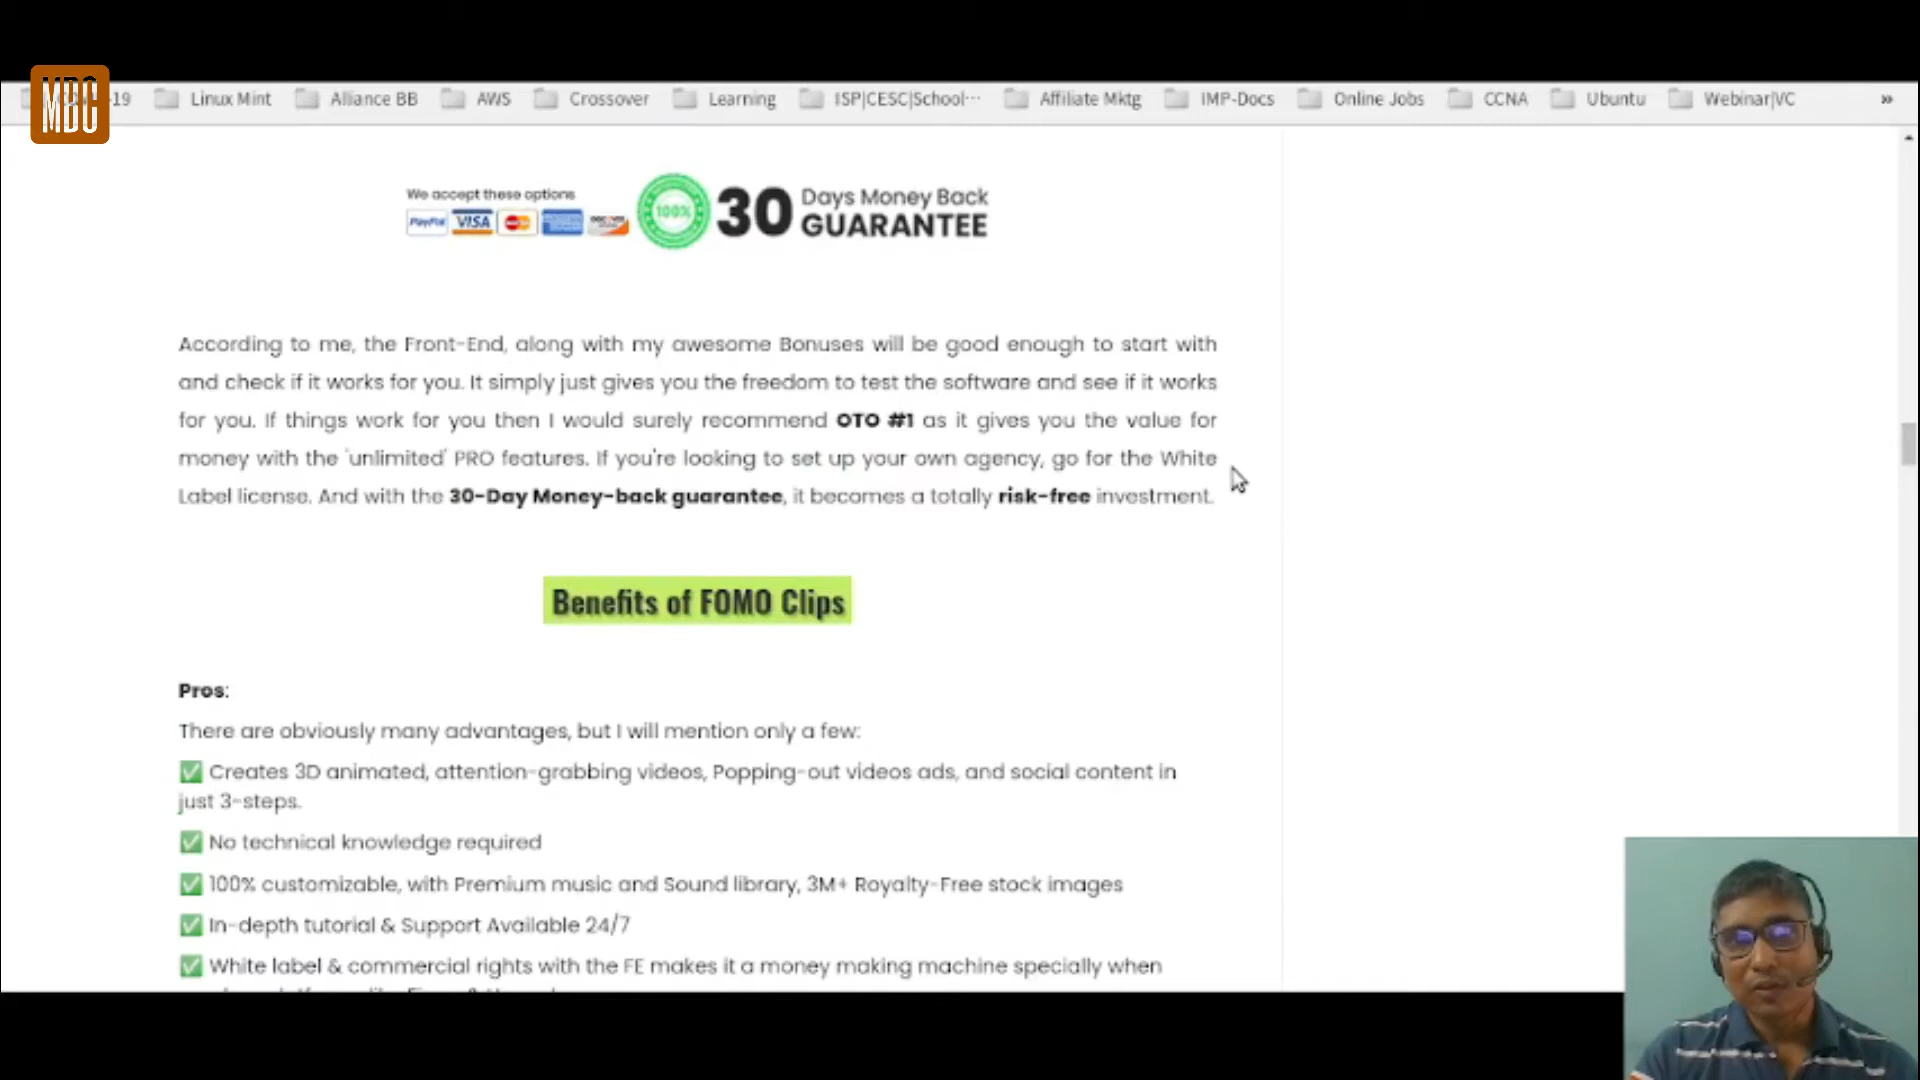 MBC
19
Linux Mint
Alliance BB
AWS
Crossover
Learning
ISP|CESC|School...
Affiliate Mktg
IMP-Docs
Online Jobs
CCNA
Ubuntu
Webinar|VC
»
We accept these options
PayPal VISA
100%
30 Days Money Back
GUARANTEE
According to me, the Front-End, along with my awesome Bonuses will be good enough to start with
and check if it works for you. It simply just gives you the freedom to test the software and see if it works
for you. If things work for you then I would surely recommend OTO #1 as it gives you the value for
money with the 'unlimited' PRO features. If you're looking to set up your own agency, go for the White
Label license. And with the 30-Day Money-back guarantee, it becomes a totally risk-free investment.
Benefits of FOMO Clips
Pros:
There are obviously many advantages, but I will mention only a few:
✅ Creates 3D animated, attention-grabbing videos, Popping-out videos ads, and social content in
just 3-steps.
✅ No technical knowledge required
✅ 100% customizable, with Premium music and Sound library, 3M+ Royalty-Free stock images
✅ In-depth tutorial & Support Available 24/7
✅ White label & commercial rights with the FE makes it a money making machine specially when